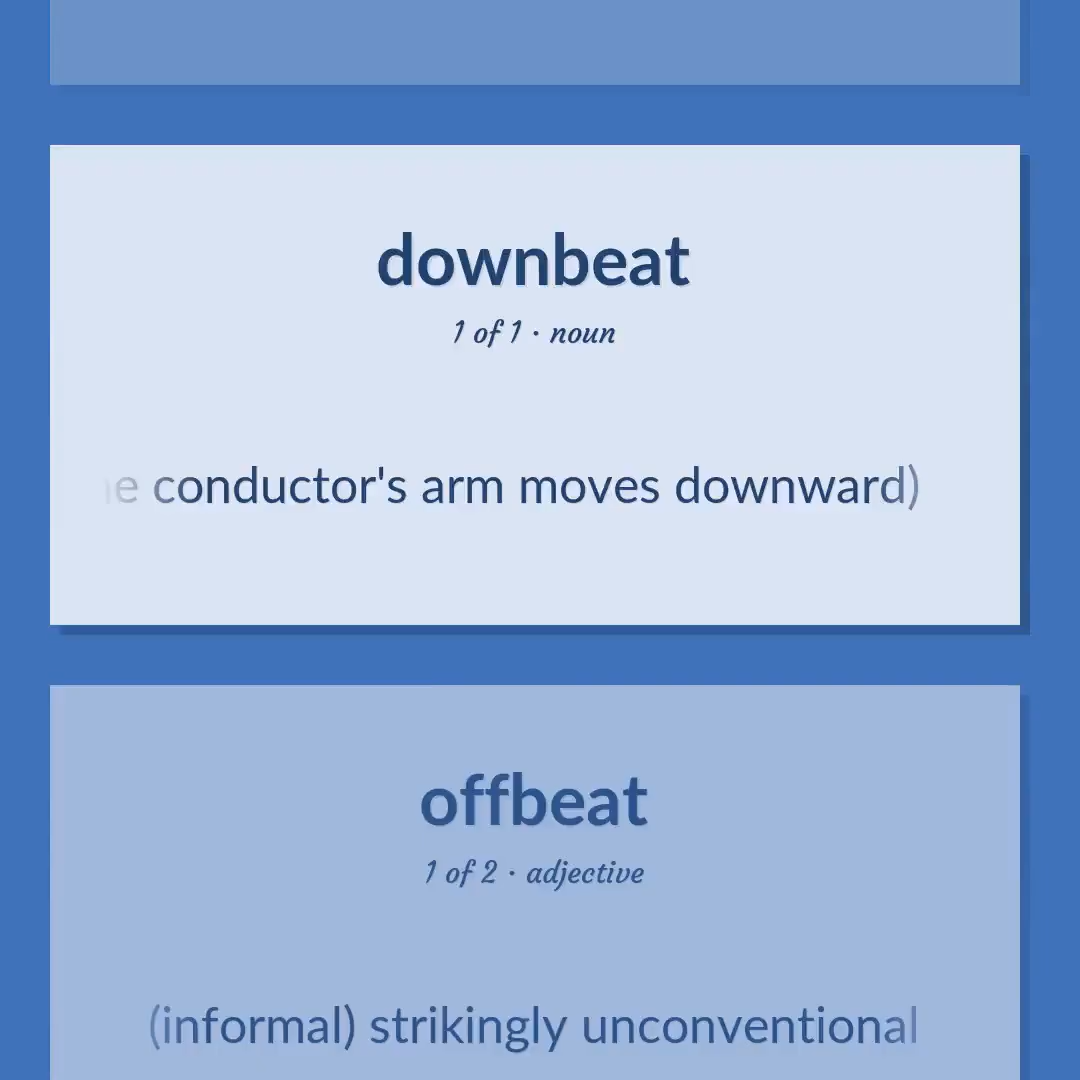 downbeat
1 of 1 · noun
conductor's arm moves downward)
offbeat
1 of 2 · adjective
(informal) strikingly unconventional